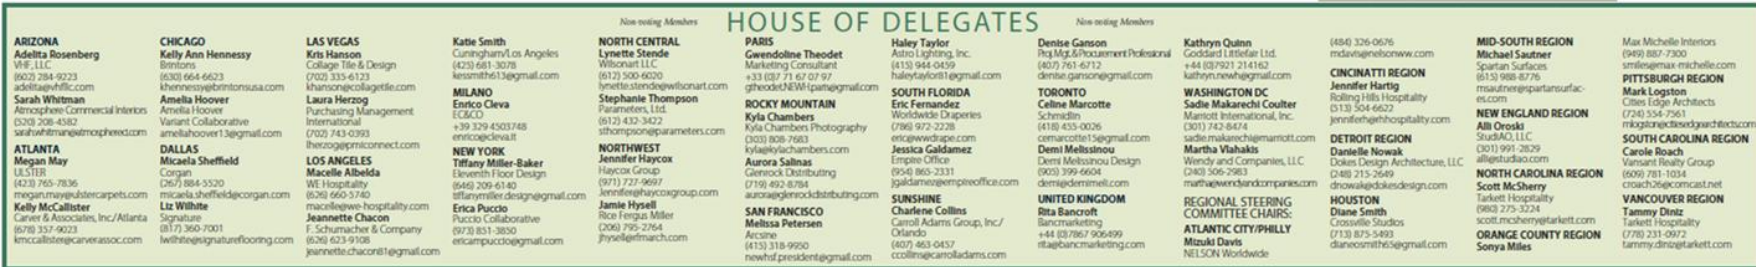 Non-voting Members
HOUSE OF DELEGATES
Non-voting Members
ARIZONA
Adelita Rosenberg
VHF, LLC
(602) 284-9223
adelita@vhfllc.com
Sarah Whitman
Atmosphere Commercial Interiors
(520) 208-4582
sarah.whitman@atmosphereci.com
ATLANTA
Megan May
ULSTER
(423) 765-7836
megan.may@ulstercarpets.com
Kelly McCallister
Carver & Associates, Inc/Atlanta
(678) 357-9023
kmccallister@carverassoc.com
CHICAGO
Kelly Ann Hennessy
Brintons
(630) 664-6623
khennessy@brintonsusa.com
Amelia Hoover
Amelia Hoover
Variant Collaborative
ameliahoover13@gmail.com
DALLAS
Micaela Sheffield
Corgan
(267) 884-5520
micaela.sheffield@corgan.com
Liz Wilhite
Signature
(817) 360-7001
lwilhite@signatureflooring.com
LAS VEGAS
Kris Hanson
Collage Tile & Design
(702) 335-6123
khanson@collagetile.com
Laura Herzog
Purchasing Management
International
(702) 743-0393
lherzog@pmiconnect.com
LOS ANGELES
Macelle Albelda
WE Hospitality
(626) 660-5740
macelle@we-hospitality.com
Jeannette Chacon
F. Schumacher & Company
(626) 623-9108
jeannette.chacon81@gmail.com
Katie Smith
Cuningham/Los Angeles
(425) 681-3078
kessmith613@gmail.com
MILANO
Enrico Cleva
EC&CO
+39 329 4503748
enrico@cleva.it
NEW YORK
Tiffany Miller-Baker
Eleventh Floor Design
(646) 209-6140
tiffanymiller.design@gmail.com
Erica Puccio
Puccio Collaborative
(973) 851-3850
ericampuccio@gmail.com
NORTH CENTRAL
Lynette Stende
Wilsonart LLC
(612) 500-6020
lynette.stende@wilsonart.com
Stephanie Thompson
Parameters, Ltd.
(612) 432-3422
sthompson@parameters.com
NORTHWEST
Jennifer Haycox
Haycox Group
(971) 727-9697
Jennifer@haycoxgroup.com
Jamie Hysell
Rice Fergus Miller
(206) 795-2764
jhysell@rfmarch.com
PARIS
Gwendoline Theodet
Marketing Consultant
+33 (0)7 71 67 07 97
gtheodet.NEWH.paris@gmail.com
ROCKY MOUNTAIN
Kyla Chambers
Kyla Chambers Photography
(303) 808-7683
kyla@kylachambers.com
Aurora Salinas
Glenrock Distributing
(719) 492-8784
aurora@glenrockdistributing.com
SAN FRANCISCO
Melissa Petersen
Arcsine
(415) 318-9950
newhsf.president@gmail.com
Haley Taylor
Astro Lighting, Inc.
(415) 944-0459
haleytaylor81@gmail.com
SOUTH FLORIDA
Eric Fernandez
Worldwide Draperies
(786) 972-2228
eric@wwdrape.com
Jessica Galdamez
Empire Office
(954) 865-2331
jgaldamez@empireoffice.com
SUNSHINE
Charlene Collins
Carroll Adams Group, Inc/
Orlando
(407) 463-0457
ccollins@carrolladams.com
Denise Ganson
Proj. Mgt. & Procurement Professional
(407) 761-6712
denise.ganson@gmail.com
TORONTO
Celine Marcotte
Schmidlin
(418) 455-0026
cemarcotte15@gmail.com
Demi Melissinou
Demi Melissinou Design
(905) 399-6604
demi@demimell.com
UNITED KINGDOM
Rita Bancroft
Bancmarketing
+44 (0)7867 906499
rita@bancmarketing.com
Kathryn Quinn
Goddard Littlefair Ltd.
+44 (0)7921 214162
kathryn.newh@gmail.com
WASHINGTON DC
Sadie Makarechi Coulter
Marriott International, Inc.
(301) 742-8474
sadie.makarechi@marriott.com
Martha Vlahakis
Wendy and Companies, LLC
(240) 506-2983
martha@wendyandcompanies.com
REGIONAL STEERING
COMMITTEE CHAIRS:
ATLANTIC CITY/PHILLY
Mizuki Davis
NELSON Worldwide
(484) 326-0676
mdavis@nelsonww.com
CINCINATTI REGION
Jennifer Hartig
Rolling Hills Hospitality
(513) 504-6622
jenniferh@rhhospitality.com
DETROIT REGION
Danielle Nowak
Dokes Design Architecture, LLC
(248) 215-2649
dnowak@dokesdesign.com
HOUSTON
Diane Smith
Crossville Studios
(713) 875-5493
dianeosmith65@gmail.com
MID-SOUTH REGION
Michael Sautner
Spartan Surfaces
(615) 988-8776
msautner@spartansurfac-
es.com
NEW ENGLAND REGION
Alli Oroski
StudiAO, LLC
(301) 991-2829
alli@studiao.com
NORTH CAROLINA REGION
Scott McSherry
Tarkett Hospitality
(980) 275-3224
scott.mcsherry@tarkett.com
ORANGE COUNTY REGION
Sonya Miles
Max Michelle Interiors
(949) 887-7300
smiles@max-michelle.com
PITTSBURGH REGION
Mark Logston
Cities Edge Architects
(724) 554-7561
mlogston@citiesedgearchitects.com
SOUTH CAROLINA REGION
Carole Roach
Vansant Realty Group
(609) 781-1034
croach26@comcast.net
VANCOUVER REGION
Tammy Diniz
Tarkett Hospitality
(778) 231-0972
tammy.diniz@tarkett.com